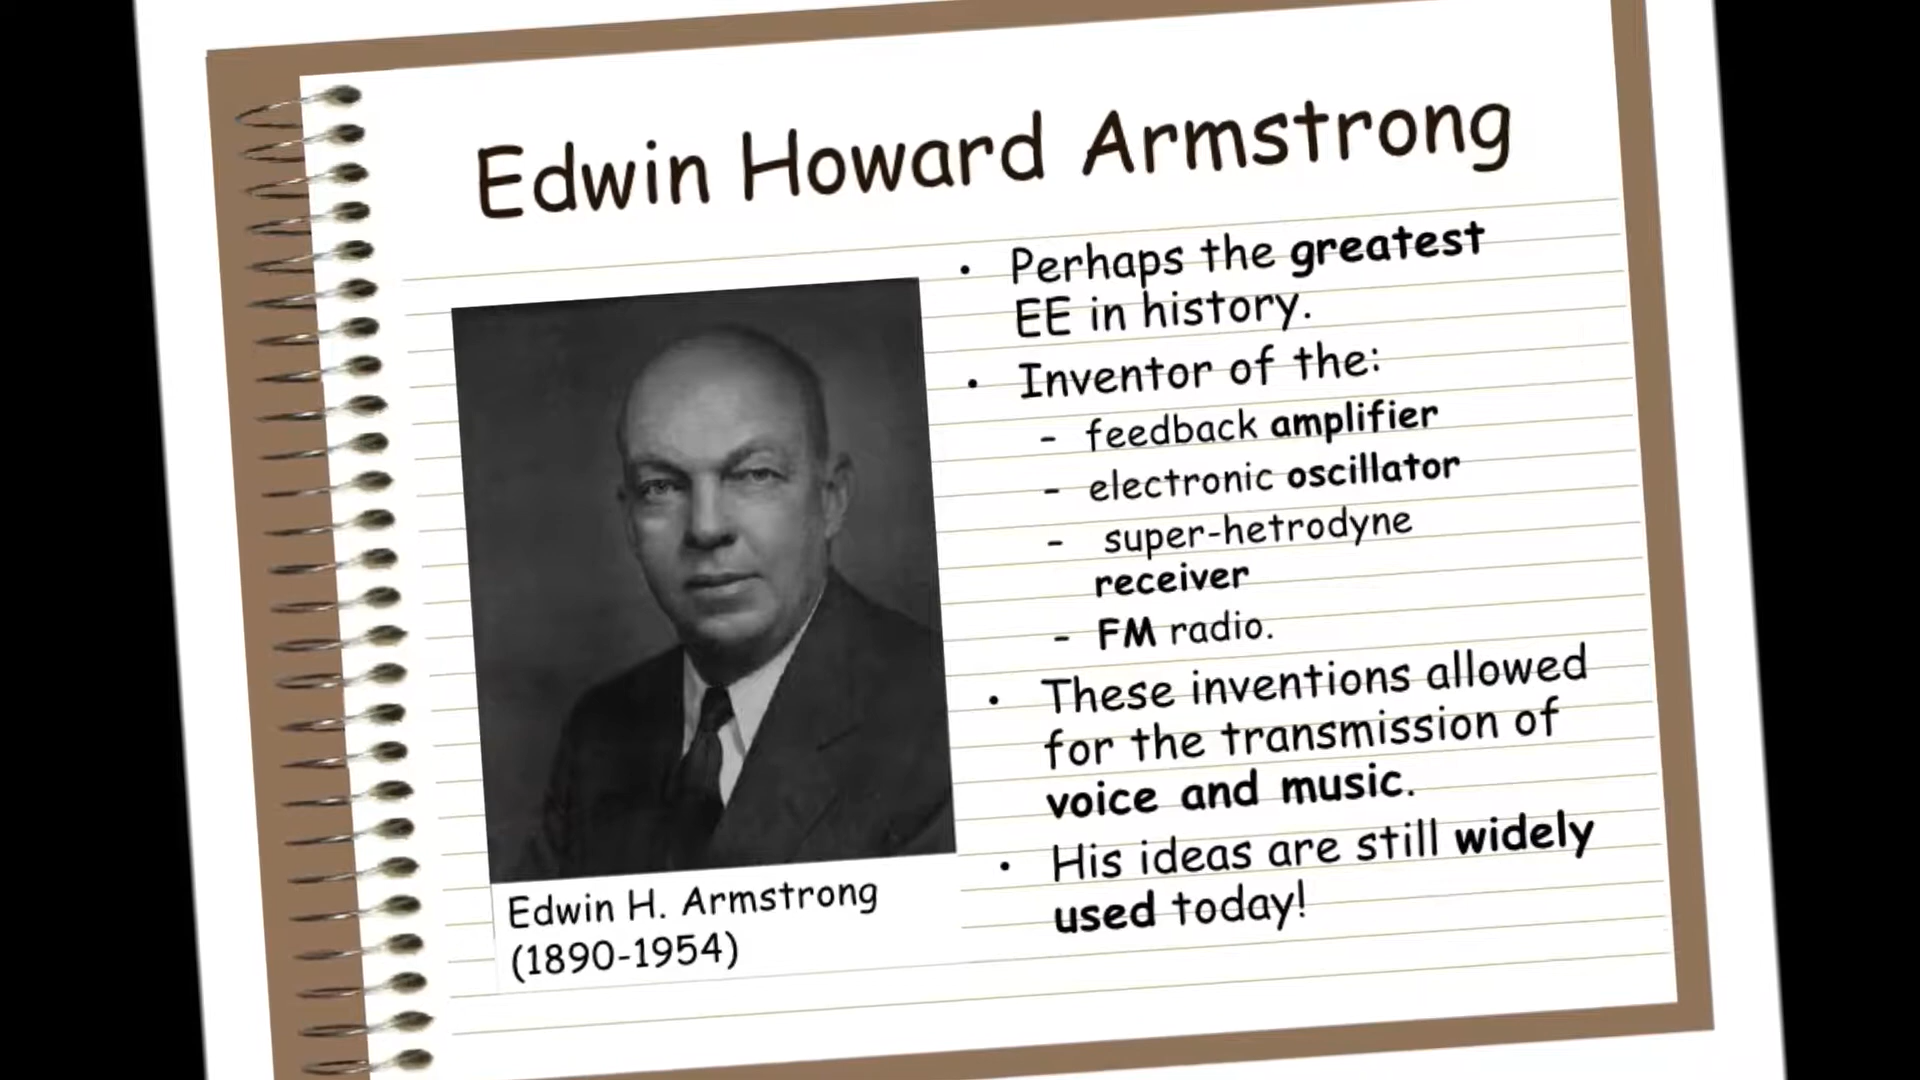 Edwin Howard Armstrong
• Perhaps the greatest
EE in history.
• Inventor of the:
- feedback amplifier
- electronic oscillator
- super-hetrodyne
receiver
- FM radio.
• These inventions allowed
for the transmission of
voice and music.
• His ideas are still widely
used today!
Edwin H. Armstrong
(1890-1954)